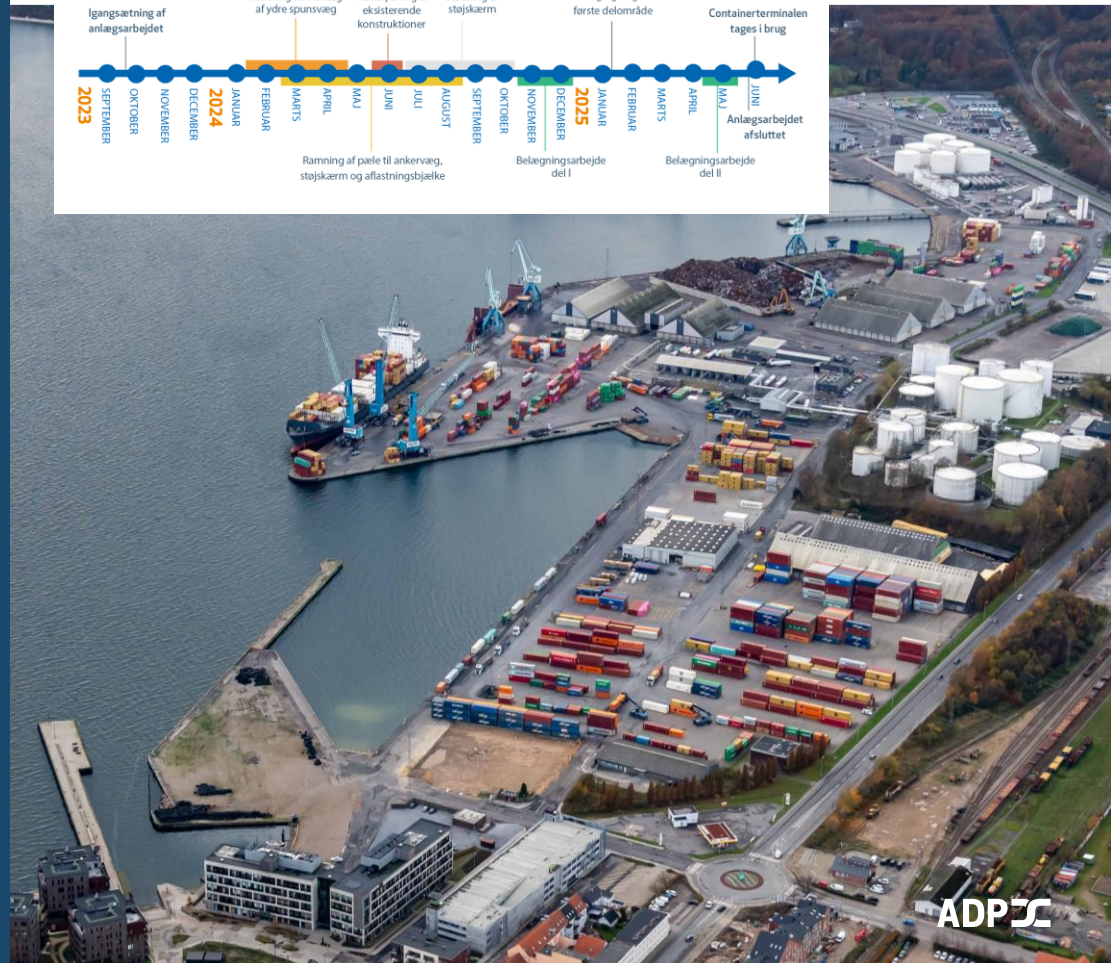 af ydre spunsvæg
eksisterende
konstruktioner
støjskærm
første delområde
Igangsætning af
anlægsarbejdet
Containerterminalen
tages i brug
2023
SEPTEMBER
OKTOBER
NOVEMBER
DECEMBER
2024
JANUAR
FEBRUAR
MARTS
APRIL
MAJ
JUNI
JULI
AUGUST
SEPTEMBER
OKTOBER
NOVEMBER
DECEMBER
2025
JANUAR
FEBRUAR
MARTS
APRIL
MAJ
JUNI
Anlægsarbejdet
afsluttet
Ramning af pæle til ankervæg,
støjskærm og aflastningsbjælke
Belægningsarbejde
del I
Belægningsarbejde
del II
ADP